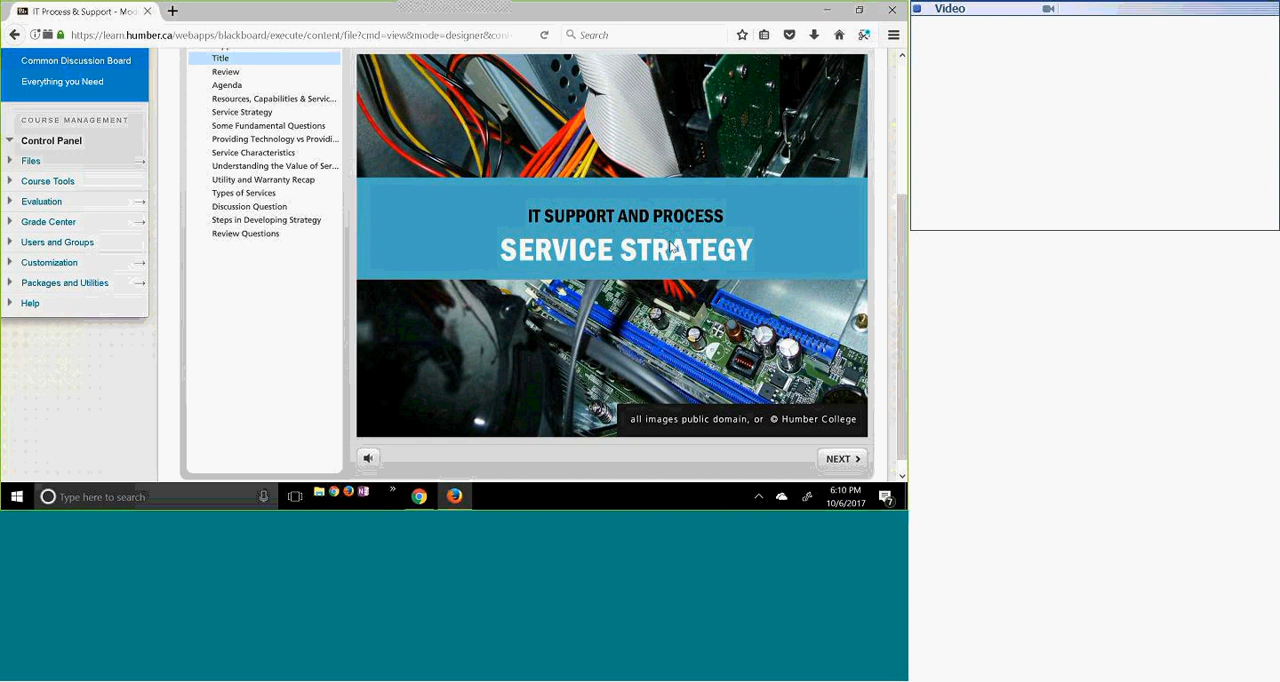 IT Process & Support - Mod
Video
https://learn.humber.ca/webapps/blackboard/execute/content/file?cmd=view&mode=designer&con
Search
Common Discussion Board
Everything you Need
COURSE MANAGEMENT
Control Panel
Files
Course Tools
Evaluation
Grade Center
Users and Groups
Customization
Packages and Utilities
Help
Title
Review
Agenda
Resources, Capabilities & Servic...
Service Strategy
Some Fundamental Questions
Providing Technology vs Providi...
Service Characteristics
Understanding the Value of Ser...
Utility and Warranty Recap
Types of Services
Discussion Question
Steps in Developing Strategy
Review Questions
IT SUPPORT AND PROCESS
SERVICE STRATEGY
all images public domain, or © Humber College
NEXT
Type here to search
6:10 PM
10/6/2017
7